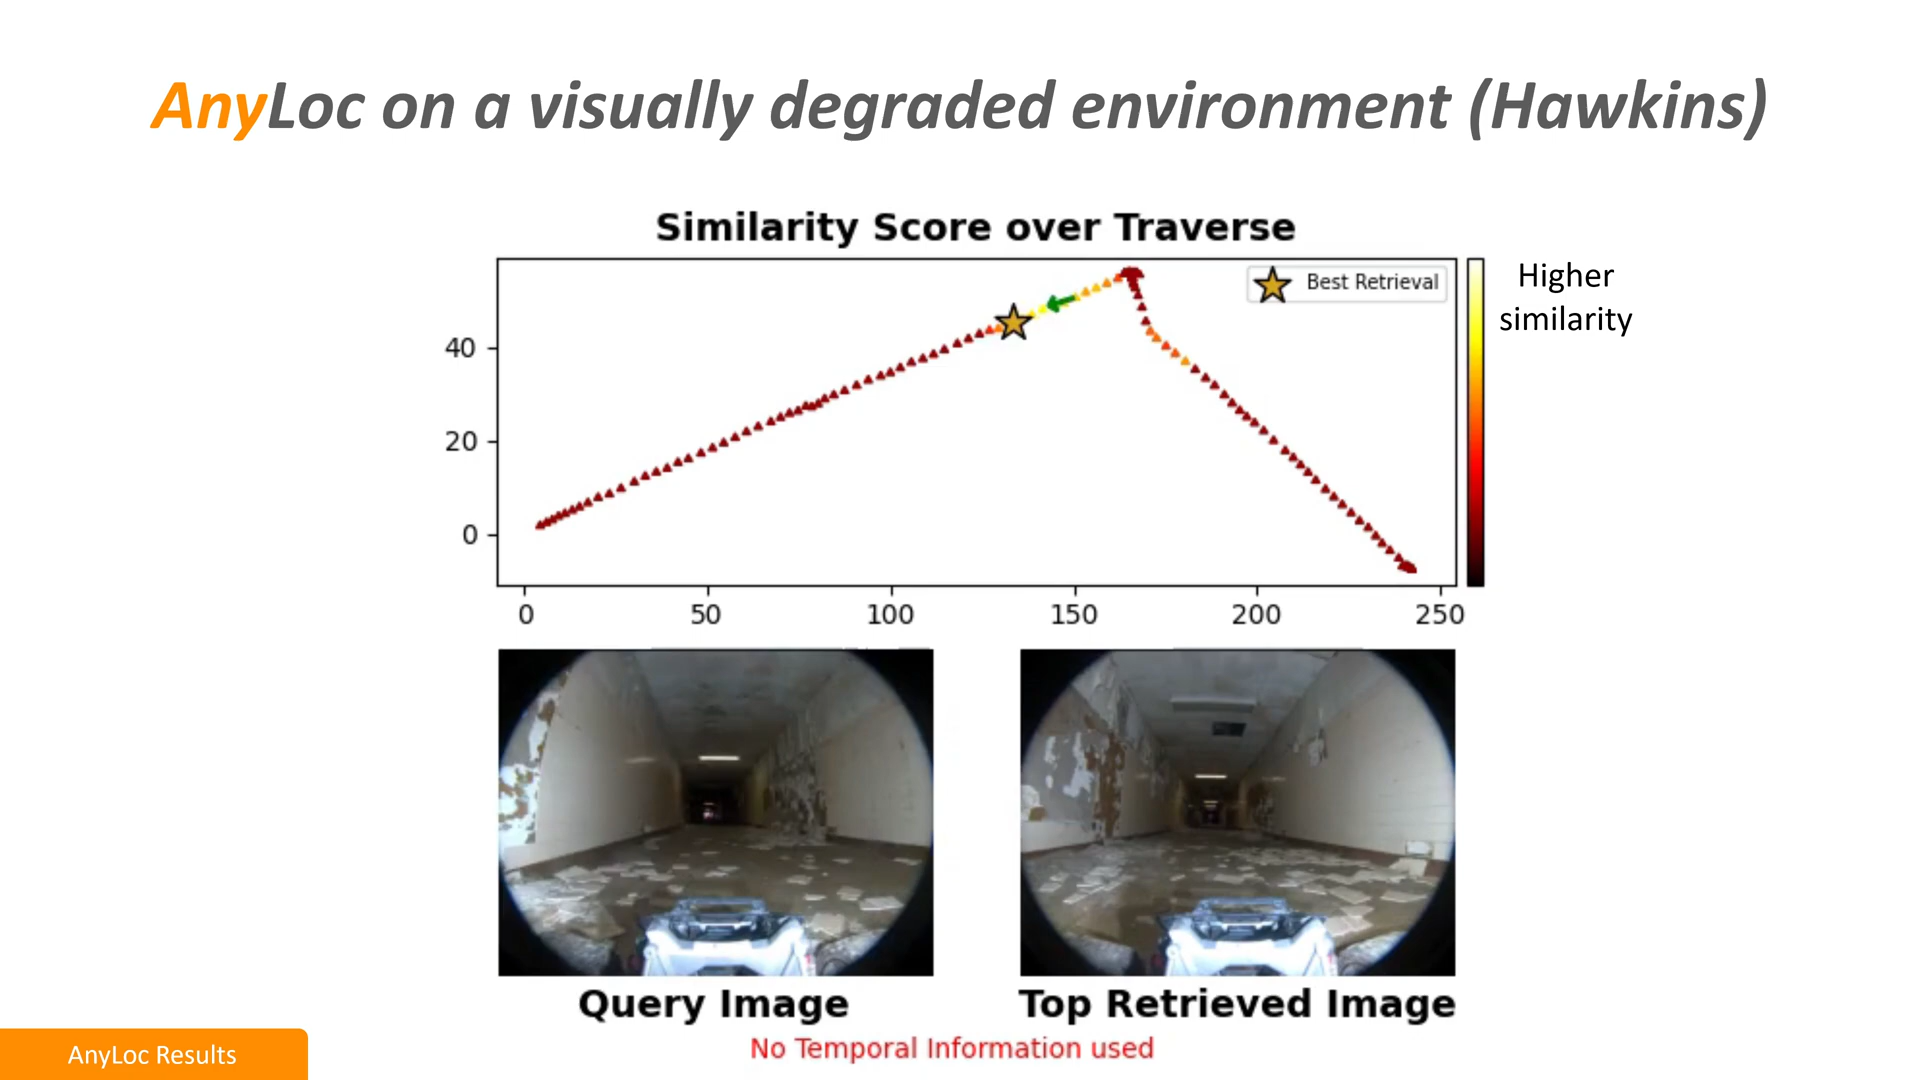 AnyLoc on a visually degraded environment (Hawkins)
Similarity Score over Traverse
Best Retrieval
Higher
similarity
40
20
0
0 50 100 150 200 250
Query Image
Top Retrieved Image
No Temporal Information used
AnyLoc Results